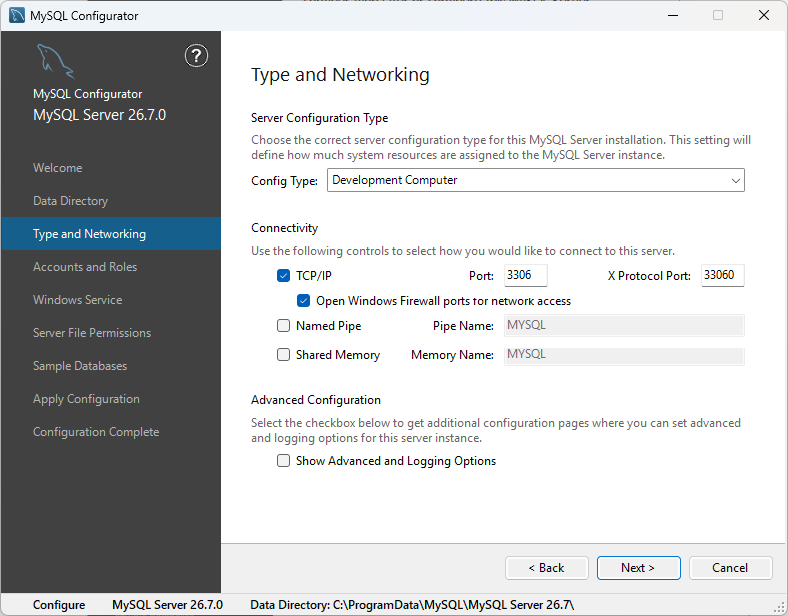 MySQL Configurator
?
MySQL Configurator
MySQL Server 26.7.0
Welcome
Data Directory
Type and Networking
Accounts and Roles
Windows Service
Server File Permissions
Sample Databases
Apply Configuration
Configuration Complete
Type and Networking
Server Configuration Type
Choose the correct server configuration type for this MySQL Server installation. This setting will
define how much system resources are assigned to the MySQL Server instance.
Config Type: Development Computer
Connectivity
Use the following controls to select how you would like to connect to this server.
TCP/IP Port: 3306 X Protocol Port: 33060
Open Windows Firewall ports for network access
Named Pipe Pipe Name: MYSQL
Shared Memory Memory Name: MYSQL
Advanced Configuration
Select the checkbox below to get additional configuration pages where you can set advanced
and logging options for this server instance.
Show Advanced and Logging Options
< Back Next > Cancel
Configure MySQL Server 26.7.0 Data Directory: C:\ProgramData\MySQL\MySQL Server 26.7\